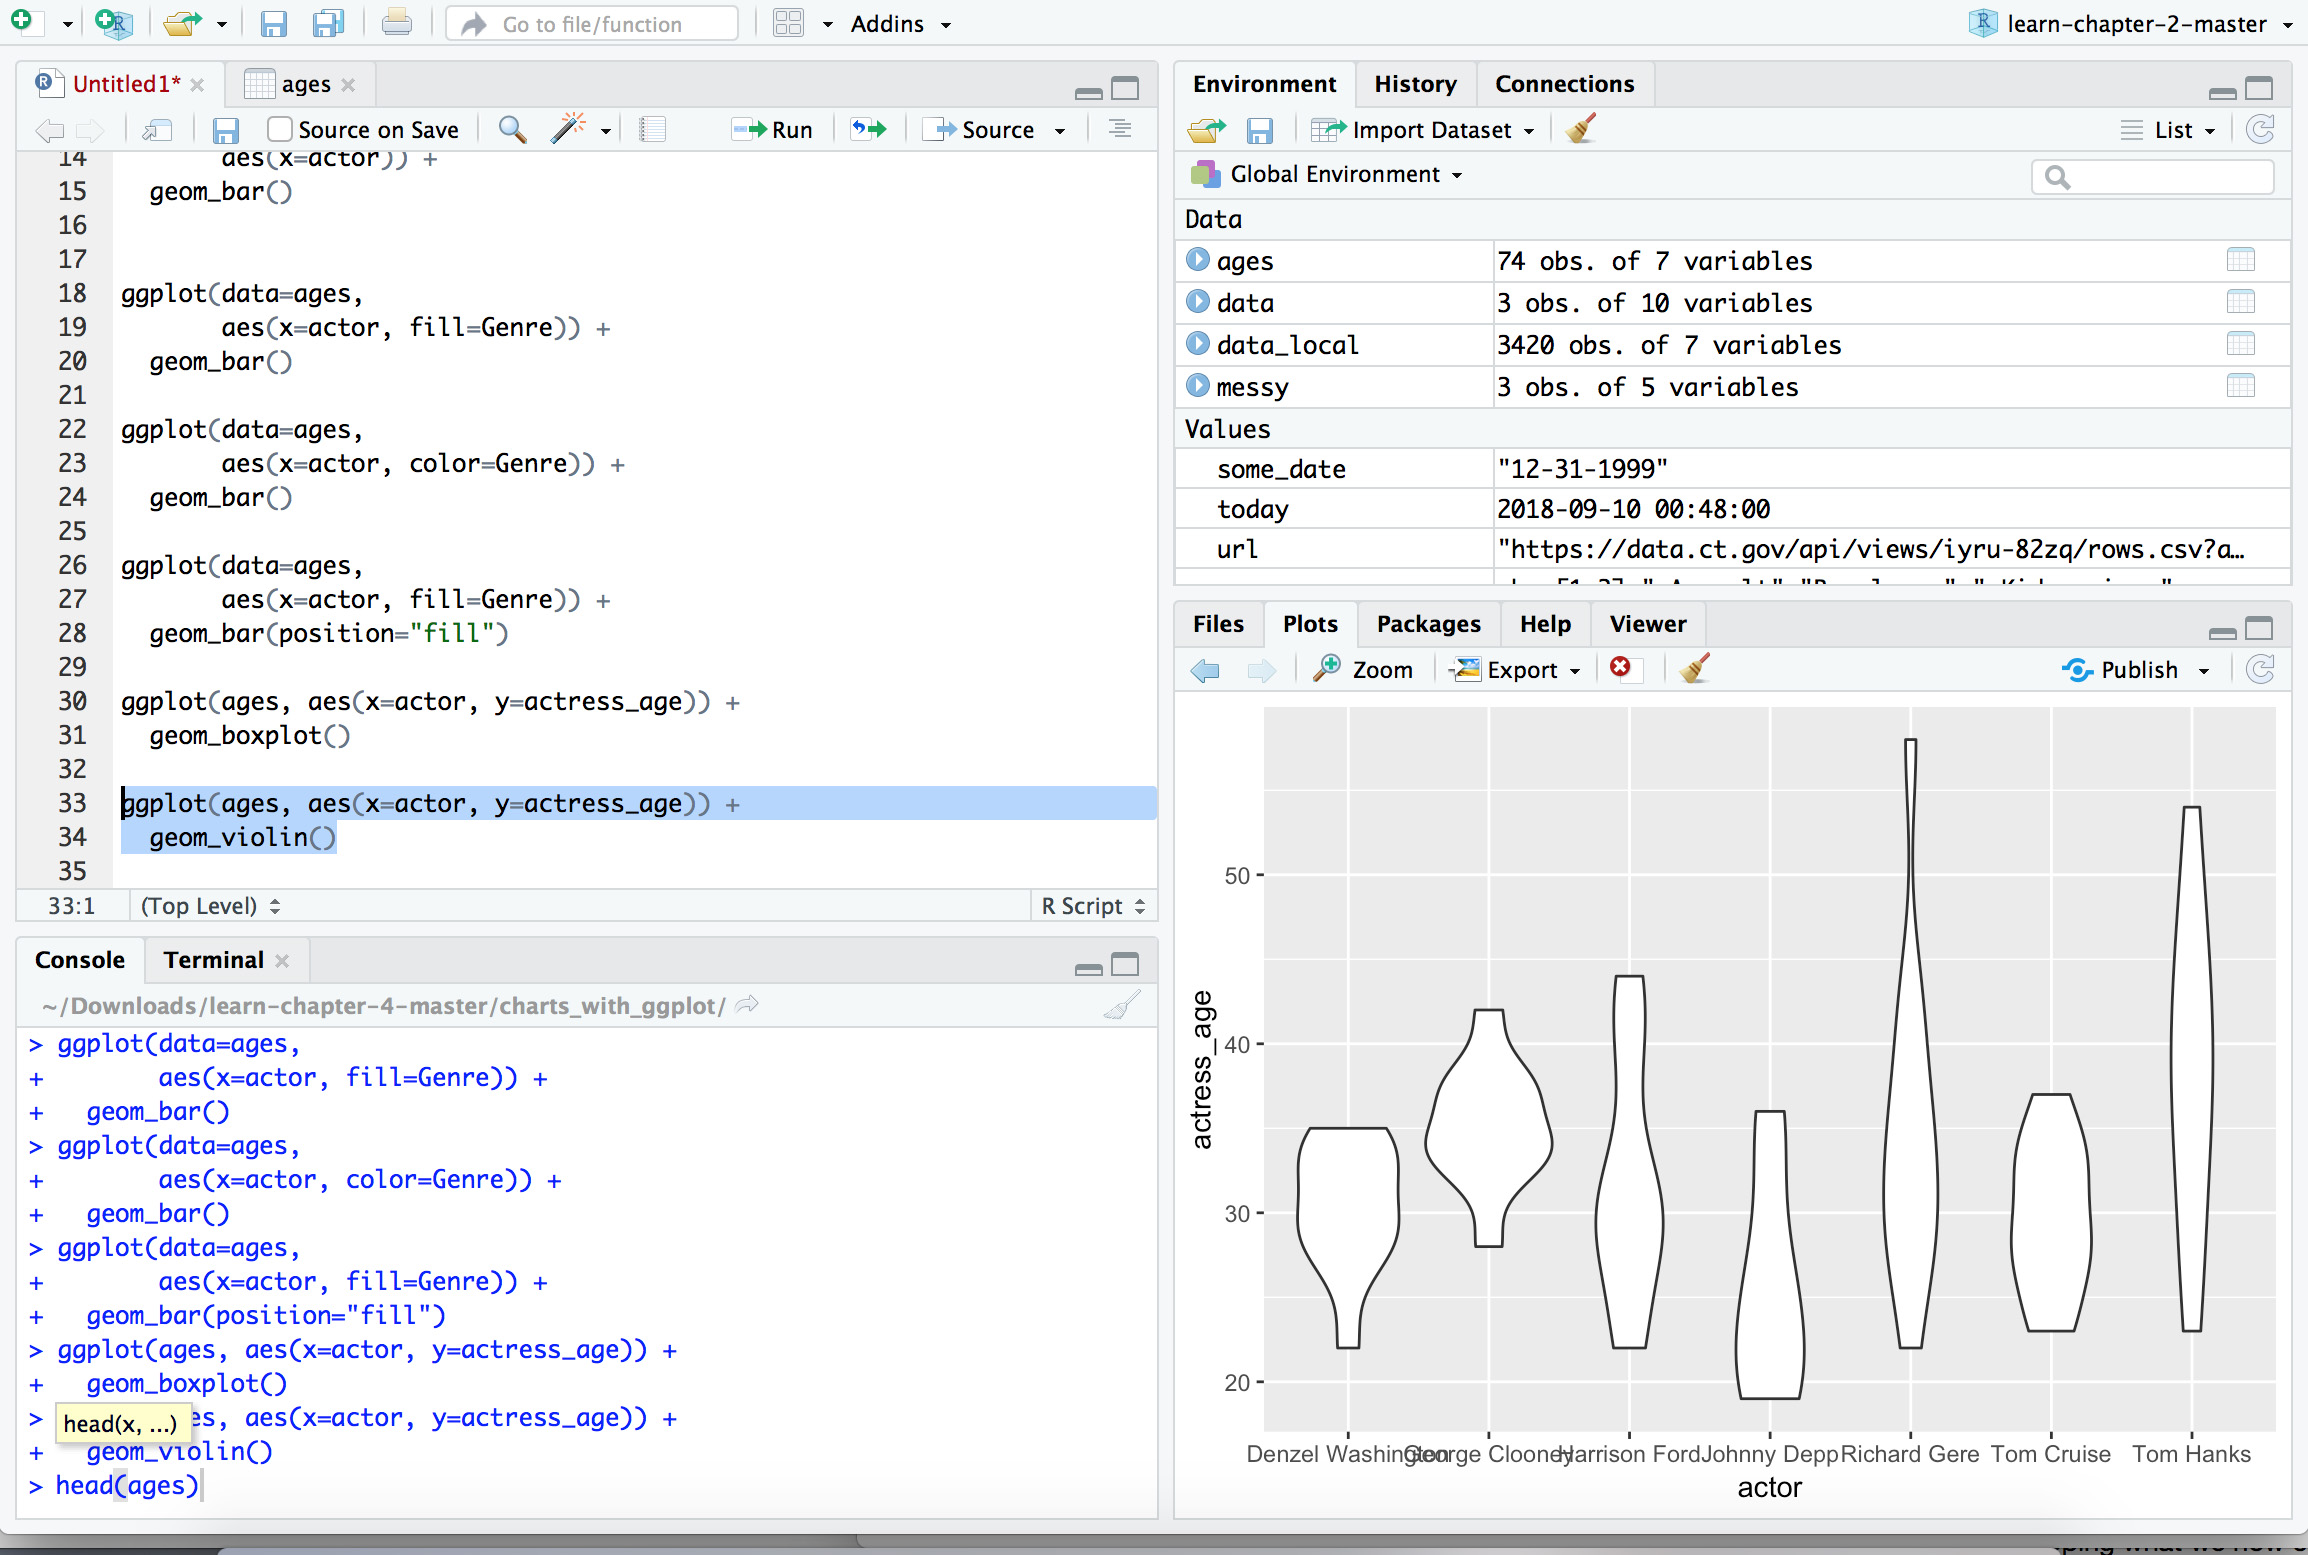 Go to file/function
Addins
learn-chapter-2-master
Untitled1*
ages
Source on Save
Run
Source
14 aes(x=actor)) +
15 geom_bar()
16
17
18 ggplot(data=ages,
19 aes(x=actor, fill=Genre)) +
20 geom_bar()
21
22 ggplot(data=ages,
23 aes(x=actor, color=Genre)) +
24 geom_bar()
25
26 ggplot(data=ages,
27 aes(x=actor, fill=Genre)) +
28 geom_bar(position="fill")
29
30 ggplot(ages, aes(x=actor, y=actress_age)) +
31 geom_boxplot()
32
33 ggplot(ages, aes(x=actor, y=actress_age)) +
34 geom_violin()
35
33:1 (Top Level) R Script
Console Terminal
~/Downloads/learn-chapter-4-master/charts_with_ggplot/
> ggplot(data=ages,
+ aes(x=actor, fill=Genre)) +
+ geom_bar()
> ggplot(data=ages,
+ aes(x=actor, color=Genre)) +
+ geom_bar()
> ggplot(data=ages,
+ aes(x=actor, fill=Genre)) +
+ geom_bar(position="fill")
> ggplot(ages, aes(x=actor, y=actress_age)) +
+ geom_boxplot()
> es, aes(x=actor, y=actress_age)) +
head(x, ...)
+ geom_violin()
> head(ages)
Environment History Connections
Import Dataset List
Global Environment
Data
ages 74 obs. of 7 variables
data 3 obs. of 10 variables
data_local 3420 obs. of 7 variables
messy 3 obs. of 5 variables
Values
some_date "12-31-1999"
today 2018-09-10 00:48:00
url "https://data.ct.gov/api/views/iyru-82zq/rows.csv?a…
Files Plots Packages Help Viewer
Zoom Export Publish
actress_age
50
40
30
20
Denzel Washington George Clooney Harrison Ford Johnny Depp Richard Gere Tom Cruise Tom Hanks
actor